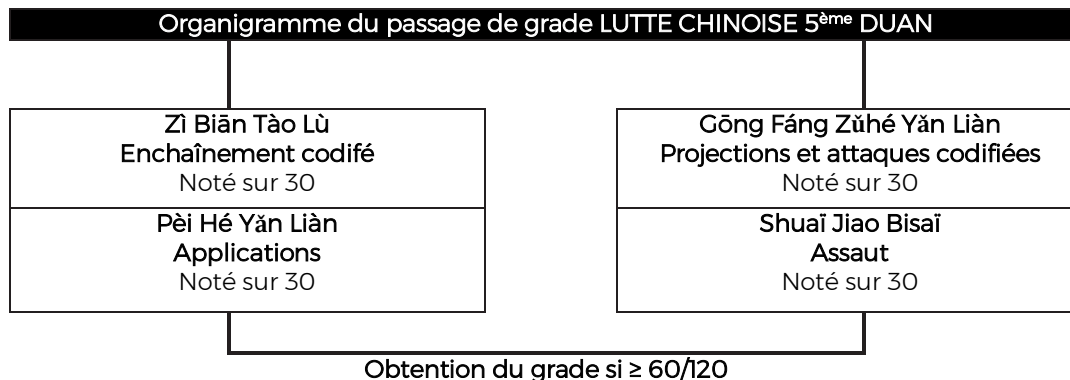 Organigramme du passage de grade LUTTE CHINOISE 5ème DUAN
Zì Biān Tào Lù
Enchaînement codifé
Noté sur 30
Pèi Hé Yǎn Liàn
Applications
Noté sur 30
Gōng Fáng Zǔhé Yǎn Liàn
Projections et attaques codifiées
Noté sur 30
Shuaï Jiao Bisaï
Assaut
Noté sur 30
Obtention du grade si ≥ 60/120